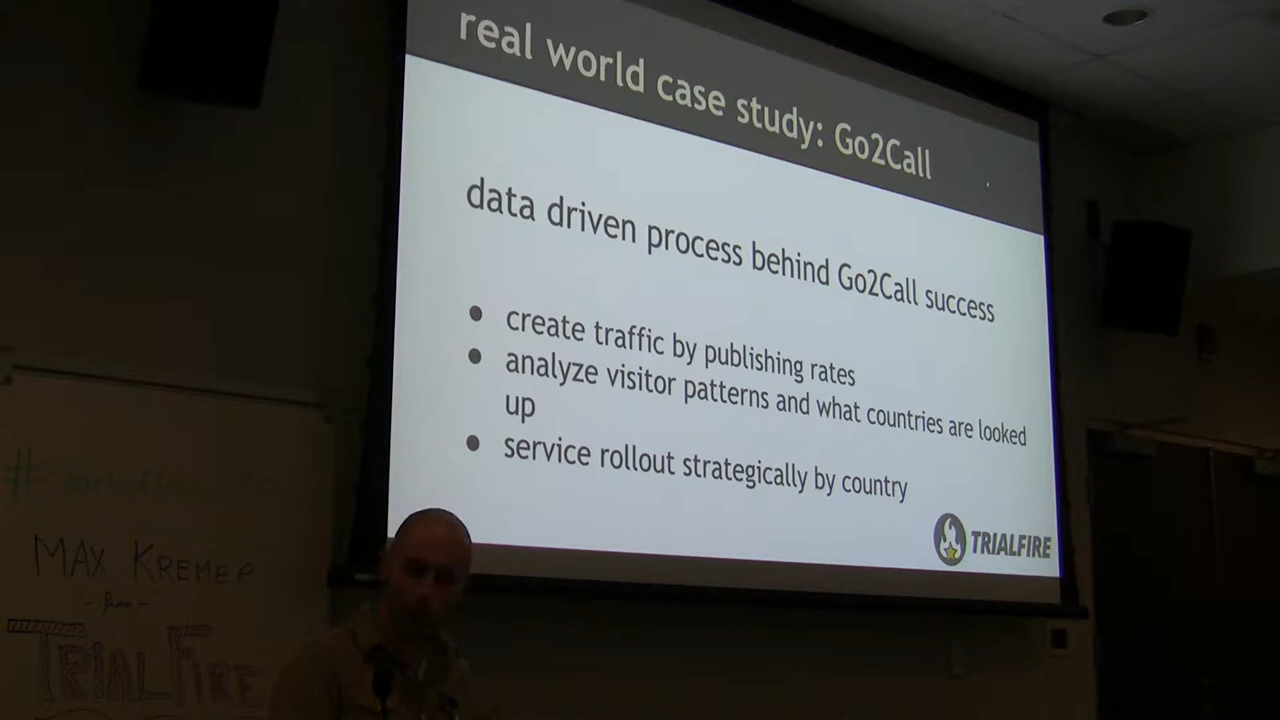 real world case study: Go2Call
data driven process behind Go2Call success
• create traffic by publishing rates
• analyze visitor patterns and what countries are looked
up
• service rollout strategically by country
TRIALFIRE
#
MAX KREMER
- from -
TRIALFIRE